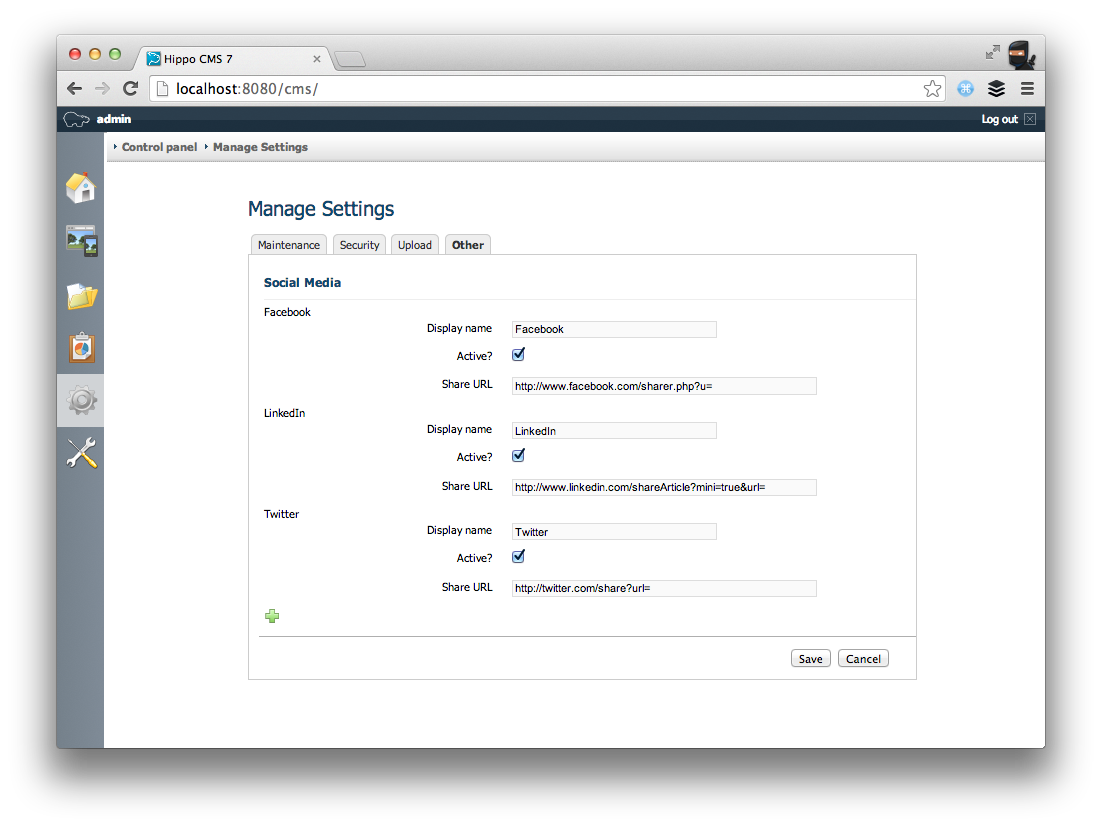 Hippo CMS 7
localhost:8080/cms/
admin
Log out
Control panel Manage Settings
Manage Settings
Maintenance Security Upload Other
Social Media
Facebook
Display name Facebook
Active?
Share URL http://www.facebook.com/sharer.php?u=
LinkedIn
Display name LinkedIn
Active?
Share URL http://www.linkedin.com/shareArticle?mini=true&url=
Twitter
Display name Twitter
Active?
Share URL http://twitter.com/share?url=
Save Cancel